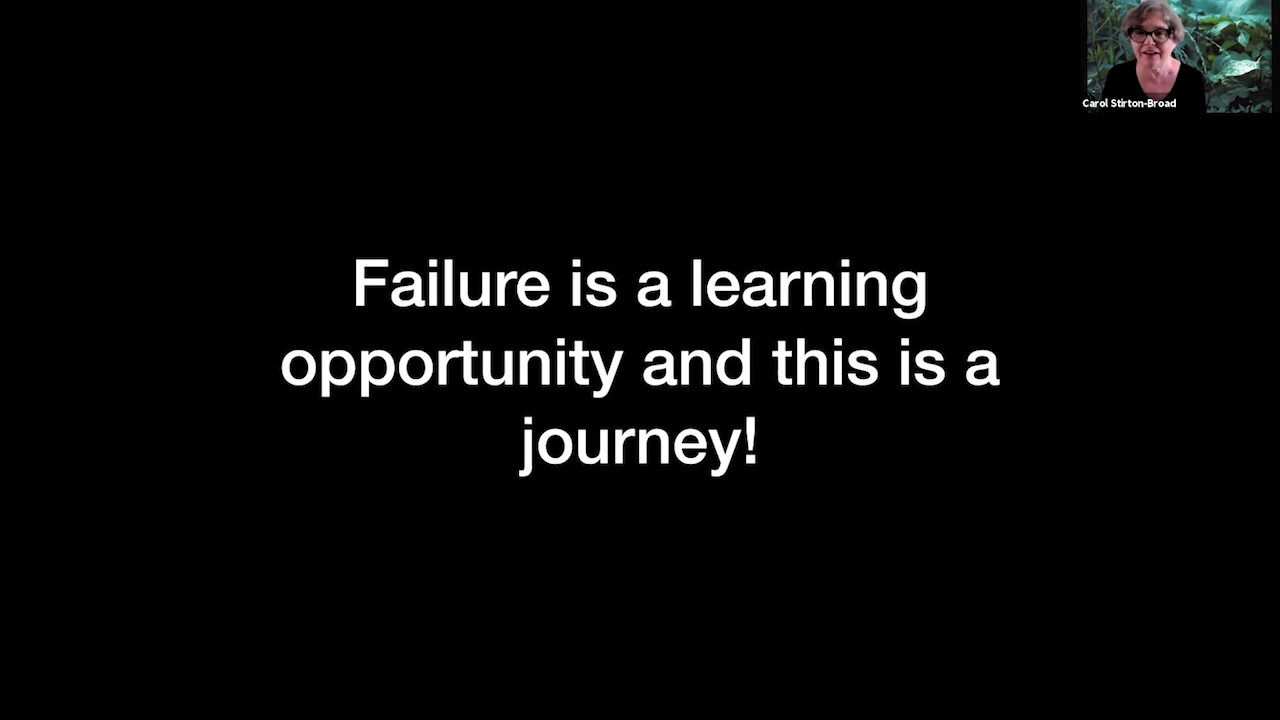 Carol Stirton-Broad
Failure is a learning
opportunity and this is a
journey!